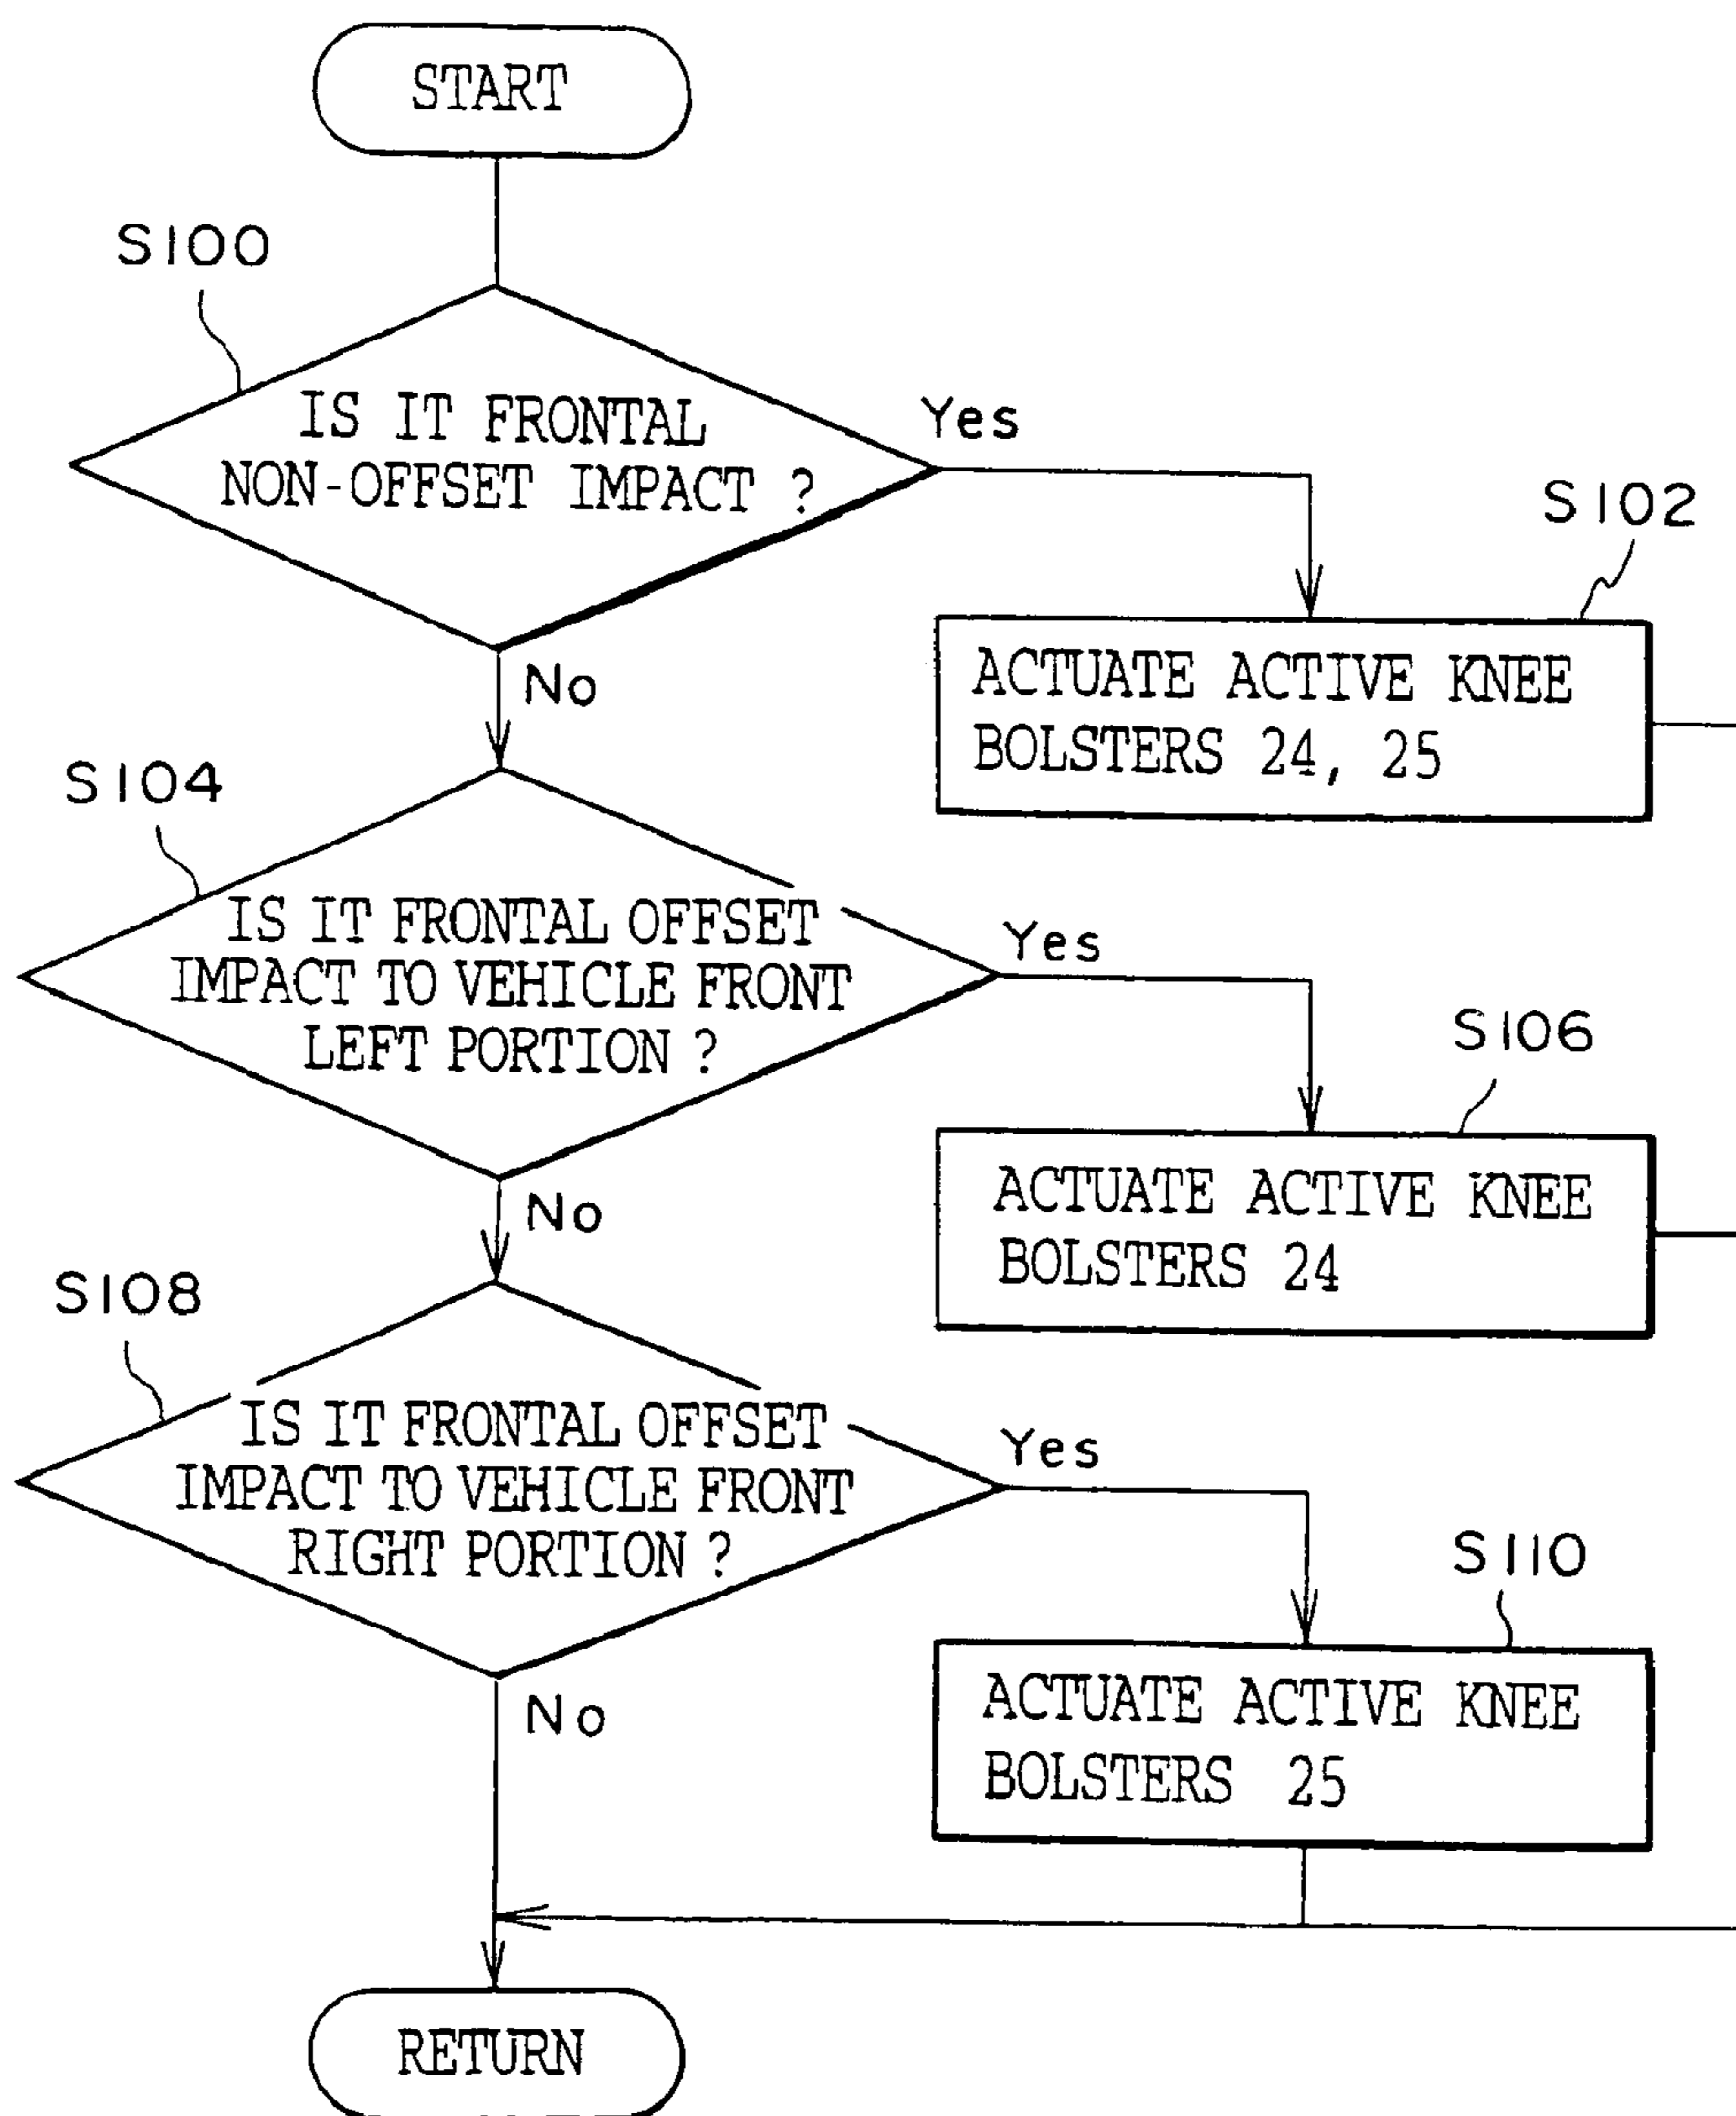 START
S100
IS IT FRONTAL
NON-OFFSET IMPACT ?
Yes
S102
ACTUATE ACTIVE KNEE
BOLSTERS 24, 25
No
S104
IS IT FRONTAL OFFSET
IMPACT TO VEHICLE FRONT
LEFT PORTION ?
Yes
S106
ACTUATE ACTIVE KNEE
BOLSTERS 24
No
S108
IS IT FRONTAL OFFSET
IMPACT TO VEHICLE FRONT
RIGHT PORTION ?
Yes
S110
ACTUATE ACTIVE KNEE
BOLSTERS 25
No
RETURN